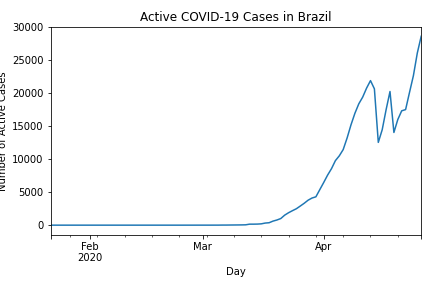 Active COVID-19 Cases in Brazil
Number of Active Cases
30000
25000
20000
15000
10000
5000
0
Feb
2020
Mar
Apr
Day